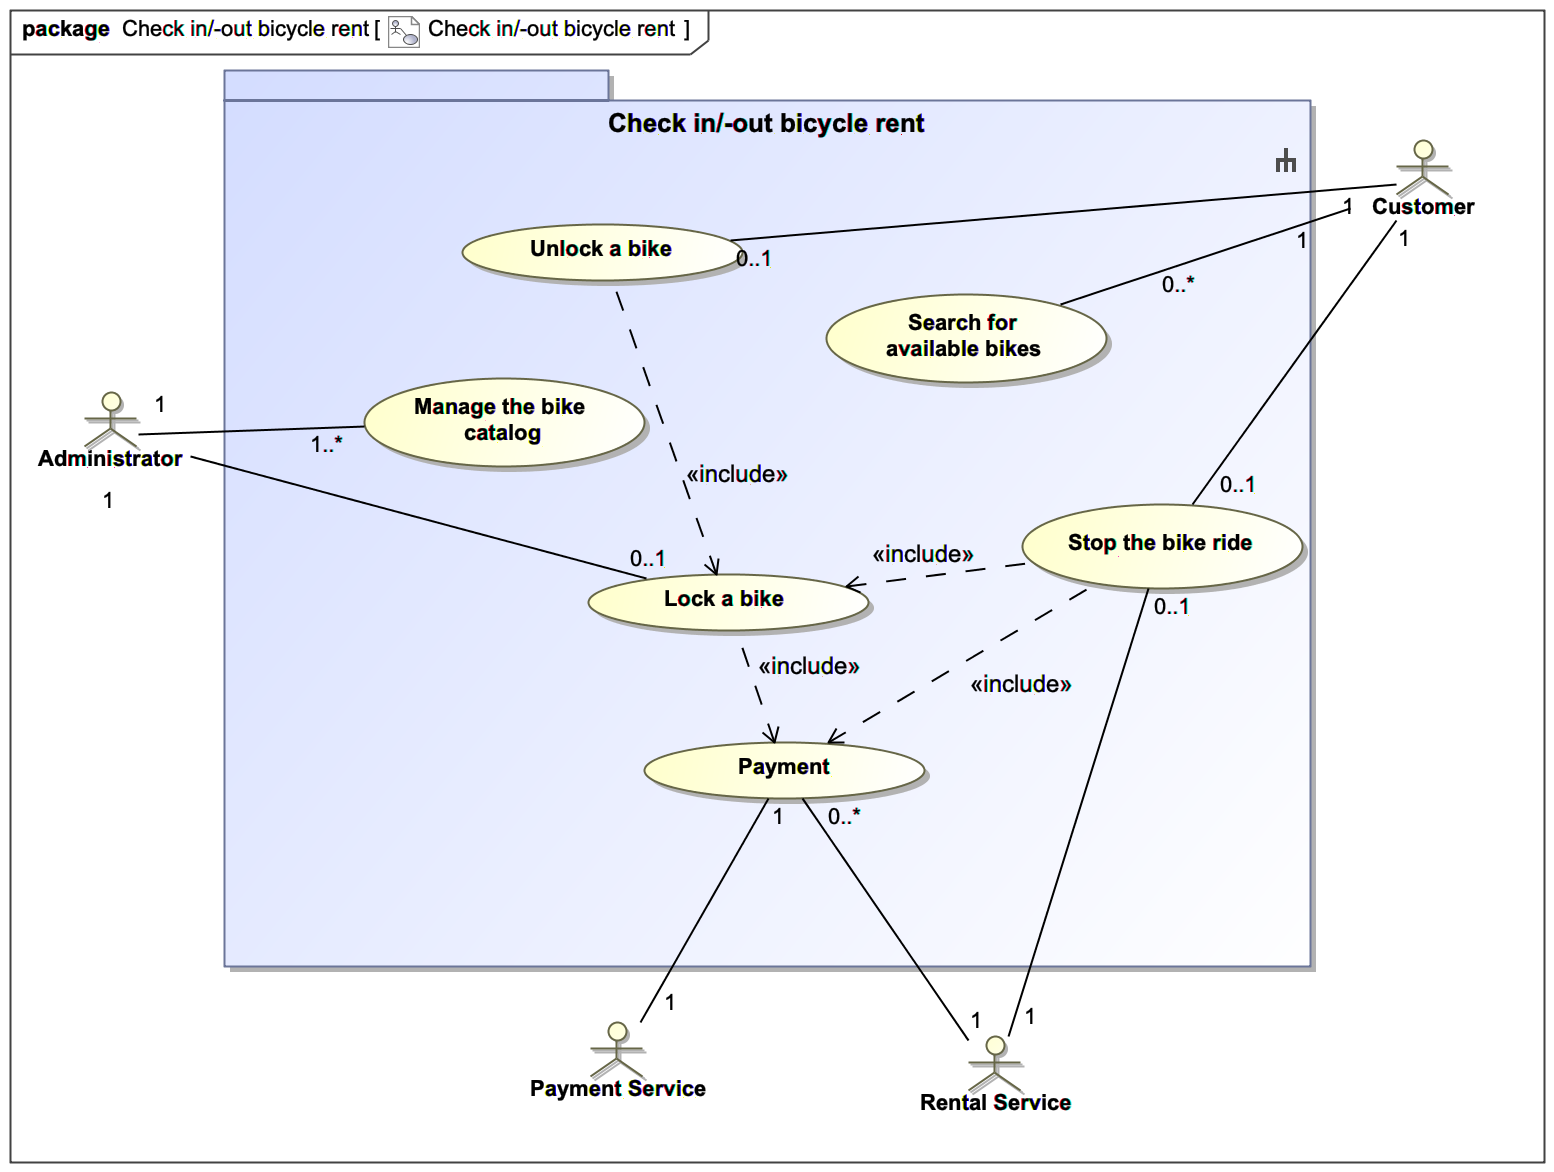 package Check in/-out bicycle rent [ Check in/-out bicycle rent ]
Check in/-out bicycle rent
Customer
1
1
1
Unlock a bike
0..1
0..*
Search for
available bikes
Manage the bike
catalog
1
1..*
Administrator
1
«include»
0..1
Stop the bike ride
0..1
«include»
Lock a bike
0..1
«include»
«include»
Payment
1
0..*
1
1
1
Payment Service
Rental Service